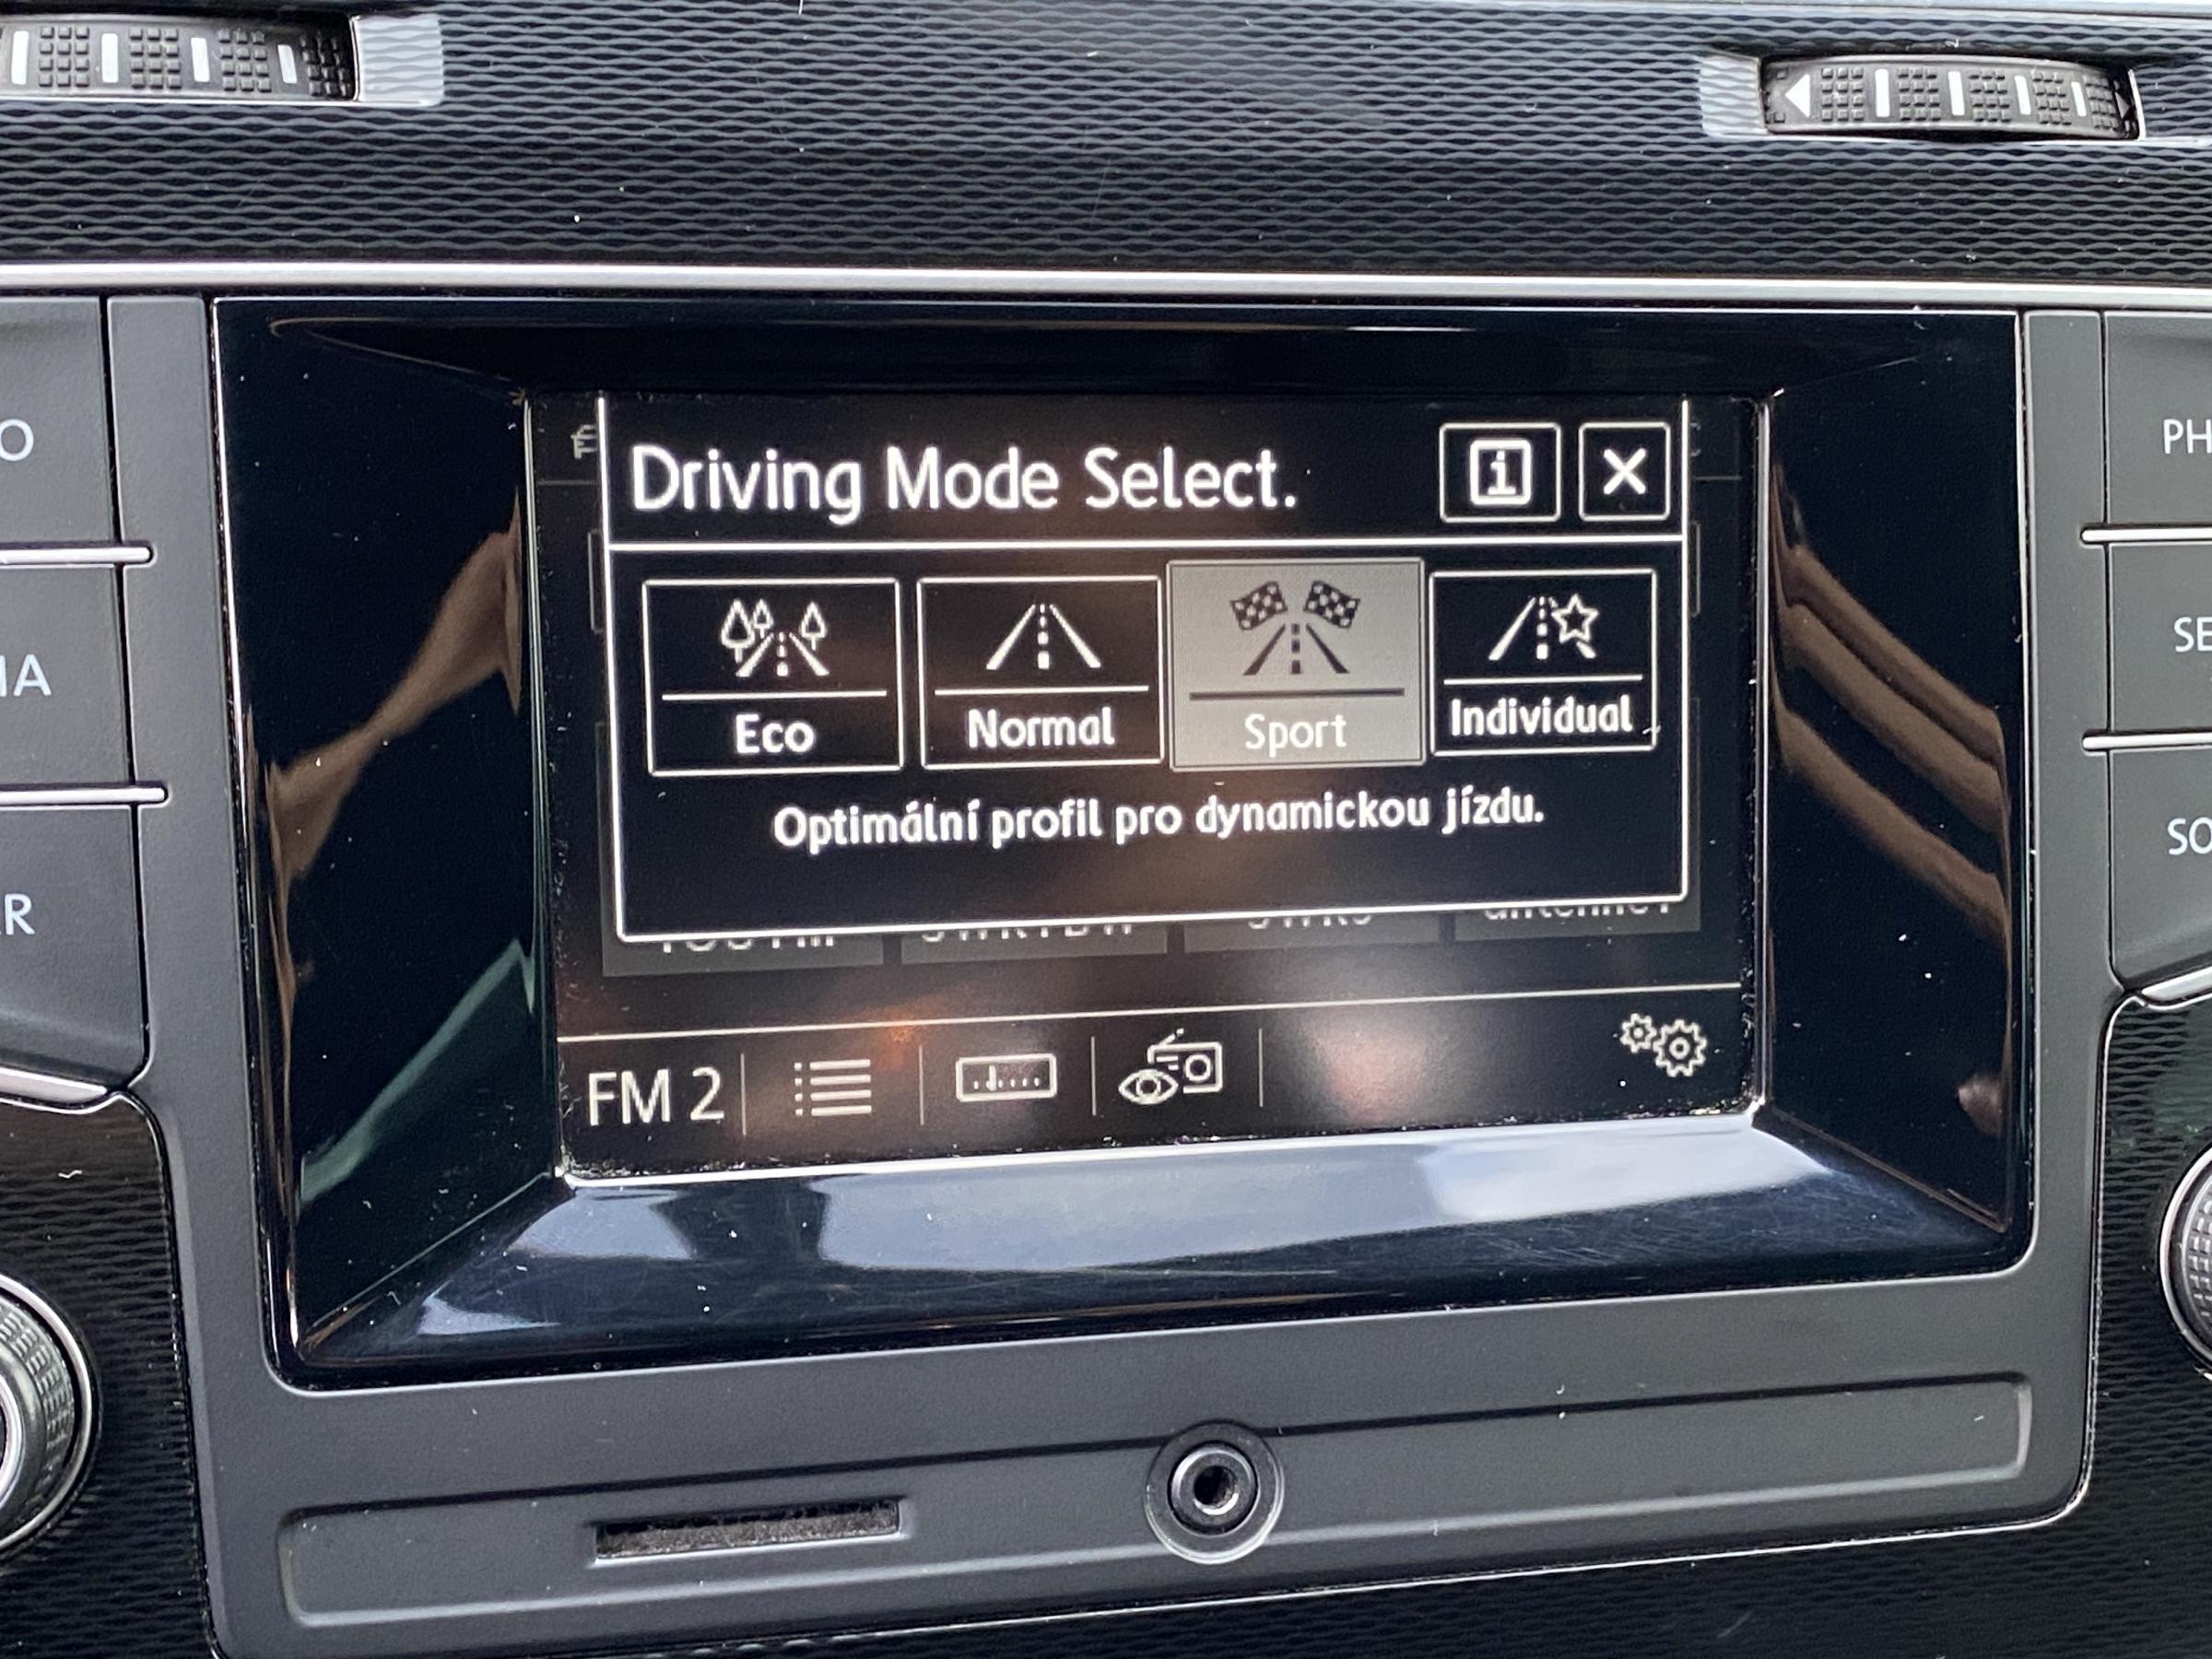 Driving Mode Select.
Eco
Normal
Sport
Individual
Optimální profil pro dynamickou jízdu.
FM 2